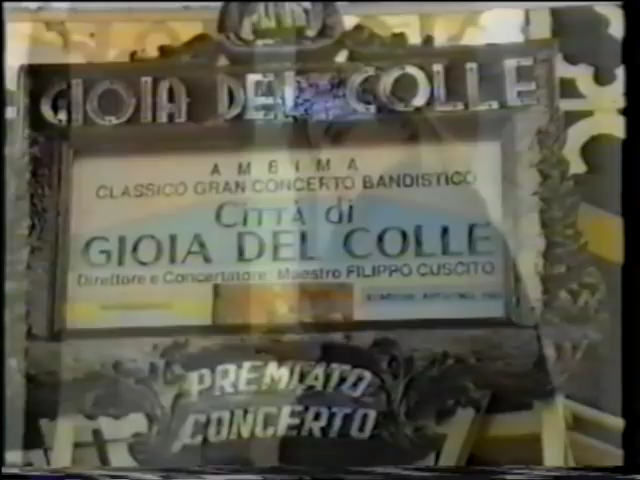 GIOIA DEL COLLE
AMBIMA
CLASSICO GRAN CONCERTO BANDISTICO
Città di
GIOIA DEL COLLE
Direttore e Concertatore: Maestro FILIPPO CUSCITO
PREMIATO
CONCERTO